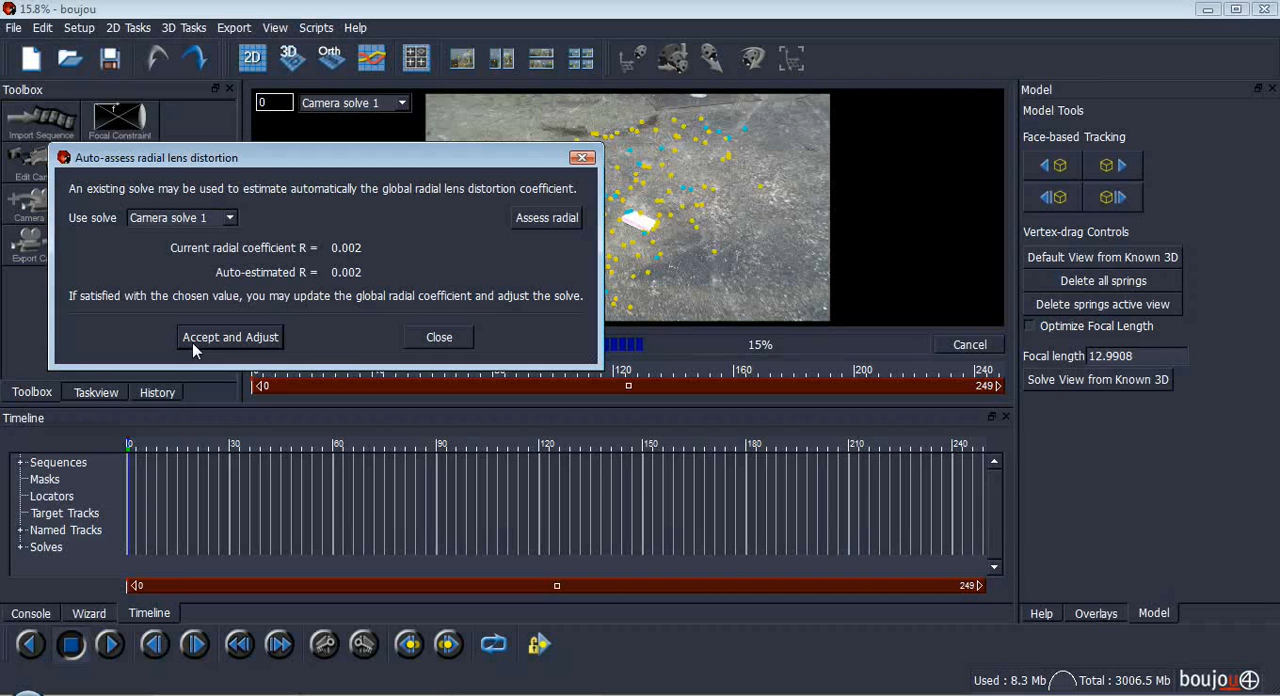 15.8% - boujou
File Edit Setup 2D Tasks 3D Tasks Export View Scripts Help
2D 3D Orth
Toolbox
Import Sequence Focal Constraint
Edit Ca
Camera
Export C
0 Camera solve 1
Auto-assess radial lens distortion
An existing solve may be used to estimate automatically the global radial lens distortion coefficient.
Use solve Camera solve 1 Assess radial
Current radial coefficient R = 0.002
Auto-estimated R = 0.002
If satisfied with the chosen value, you may update the global radial coefficient and adjust the solve.
Accept and Adjust Close
15% Cancel
120 160 200 240
0 249
Toolbox Taskview History
Model
Model Tools
Face-based Tracking
Vertex-drag Controls
Default View from Known 3D
Delete all springs
Delete springs active view
Optimize Focal Length
Focal length 12.9908
Solve View from Known 3D
Timeline
0 30 60 90 120 150 180 210 240
Sequences
Masks
Locators
Target Tracks
Named Tracks
Solves
0 249
Console Wizard Timeline
Help Overlays Model
Used : 8.3 Mb Total : 3006.5 Mb boujou4